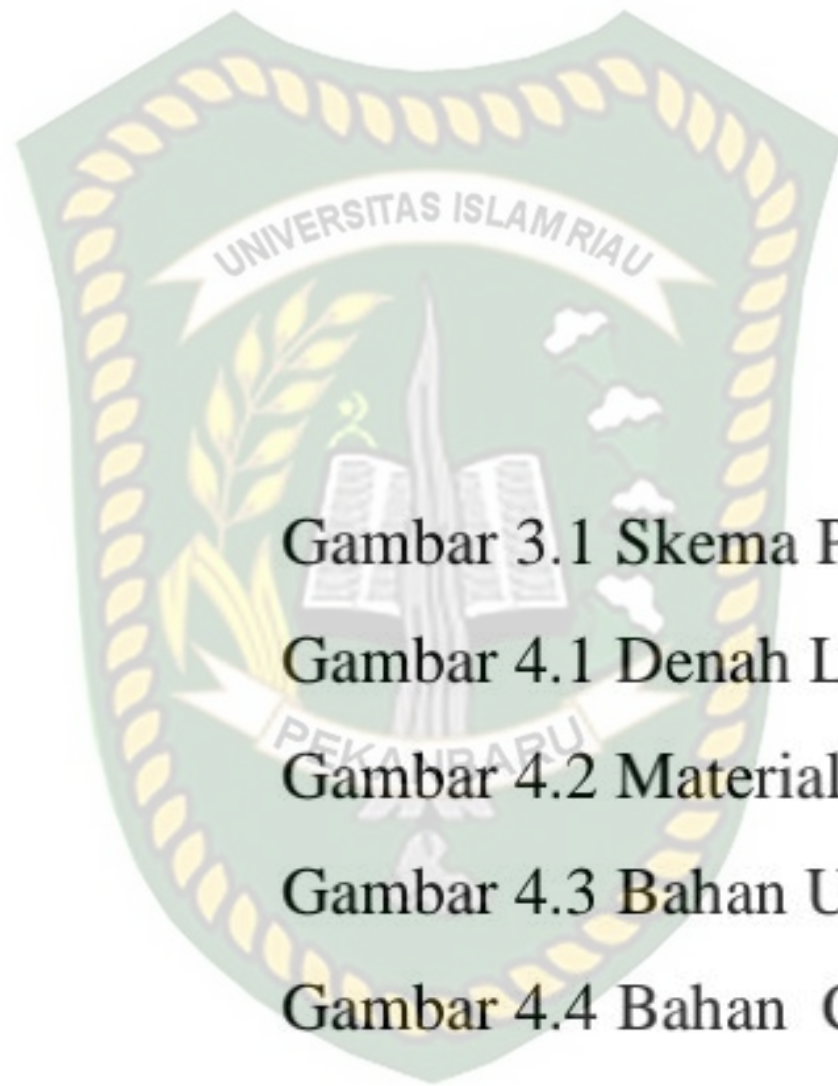 UNIVERSITAS ISLAM RIAU
Gambar 3.1 Skema
Gambar 4.1 Denah L
PEKANBARU
Gambar 4.2 Material
Gambar 4.3 Bahan U
Gambar 4.4 Bahan